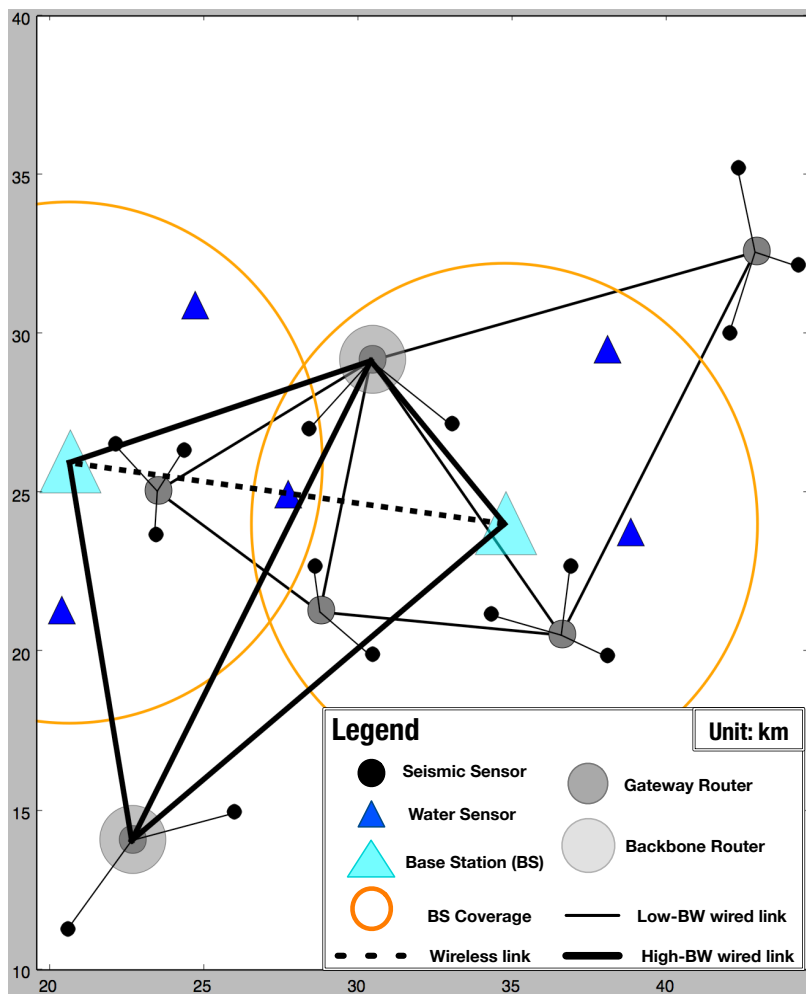 40
35
30
25
20
15
10
20
25
30
35
40
Legend
Unit: km
Seismic Sensor
Gateway Router
Water Sensor
Backbone Router
Base Station (BS)
BS Coverage
Low-BW wired link
Wireless link
High-BW wired link